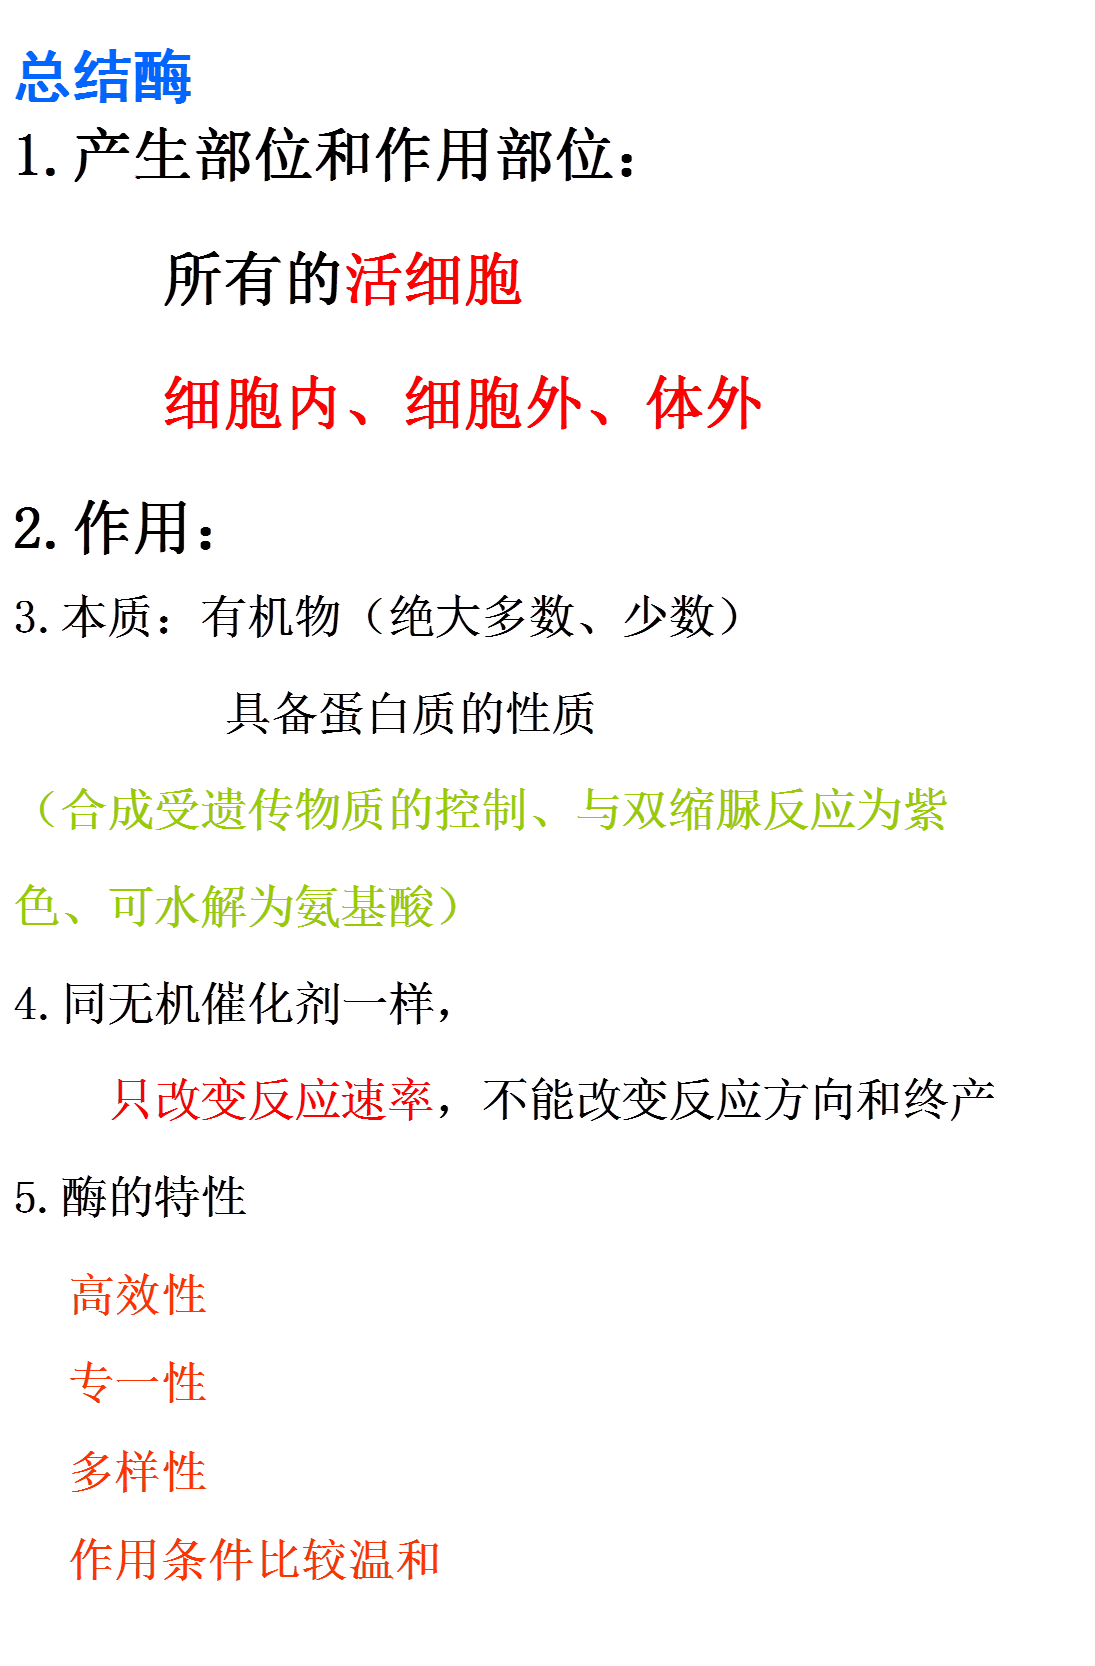 总结酶
1.产生部位和作用部位：
所有的活细胞
细胞内、细胞外、体外
2.作用：
3.本质：有机物（绝大多数、少数）
具备蛋白质的性质
（合成受遗传物质的控制、与双缩脲反应为紫
色、可水解为氨基酸）
4.同无机催化剂一样，
只改变反应速率，不能改变反应方向和终产
5.酶的特性
高效性
专一性
多样性
作用条件比较温和